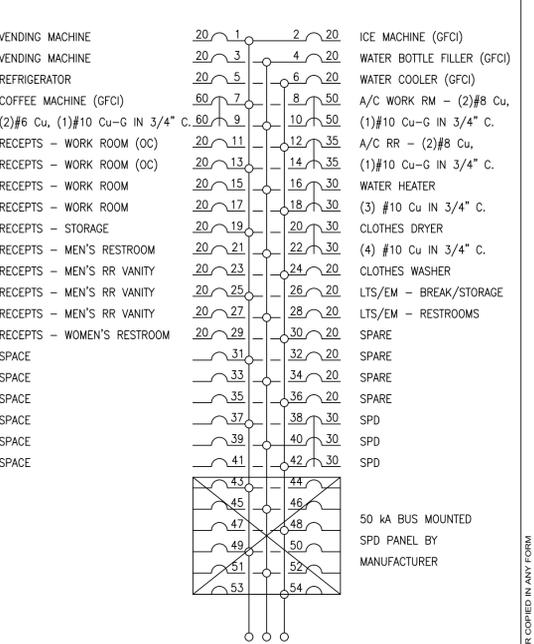 VENDING MACHINE 20 1 2 20 ICE MACHINE (GFCI)
VENDING MACHINE 20 3 4 20 WATER BOTTLE FILLER (GFCI)
REFRIGERATOR 20 5 6 20 WATER COOLER (GFCI)
COFFEE MACHINE (GFCI) 60 7 8 50 A/C WORK RM – (2)#8 Cu,
(2)#6 Cu, (1)#10 Cu–G IN 3/4" C. 60 9 10 50 (1)#10 Cu–G IN 3/4" C.
RECEPTS – WORK ROOM (OC) 20 11 12 35 A/C RR – (2)#8 Cu,
RECEPTS – WORK ROOM (OC) 20 13 14 35 (1)#10 Cu–G IN 3/4" C.
RECEPTS – WORK ROOM 20 15 16 30 WATER HEATER
RECEPTS – WORK ROOM 20 17 18 30 (3) #10 Cu IN 3/4" C.
RECEPTS – STORAGE 20 19 20 30 CLOTHES DRYER
RECEPTS – MEN'S RESTROOM 20 21 22 30 (4) #10 Cu IN 3/4" C.
RECEPTS – MEN'S RR VANITY 20 23 24 20 CLOTHES WASHER
RECEPTS – MEN'S RR VANITY 20 25 26 20 LTS/EM – BREAK/STORAGE
RECEPTS – MEN'S RR VANITY 20 27 28 20 LTS/EM – RESTROOMS
RECEPTS – WOMEN'S RESTROOM 20 29 30 20 SPARE
SPACE 31 32 20 SPARE
SPACE 33 34 20 SPARE
SPACE 35 36 20 SPARE
SPACE 37 38 30 SPD
SPACE 39 40 30 SPD
SPACE 41 42 30 SPD
43 44
45 46
47 48 50 kA BUS MOUNTED
49 50 SPD PANEL BY
51 52 MANUFACTURER
53 54
R COPIED IN ANY FORM